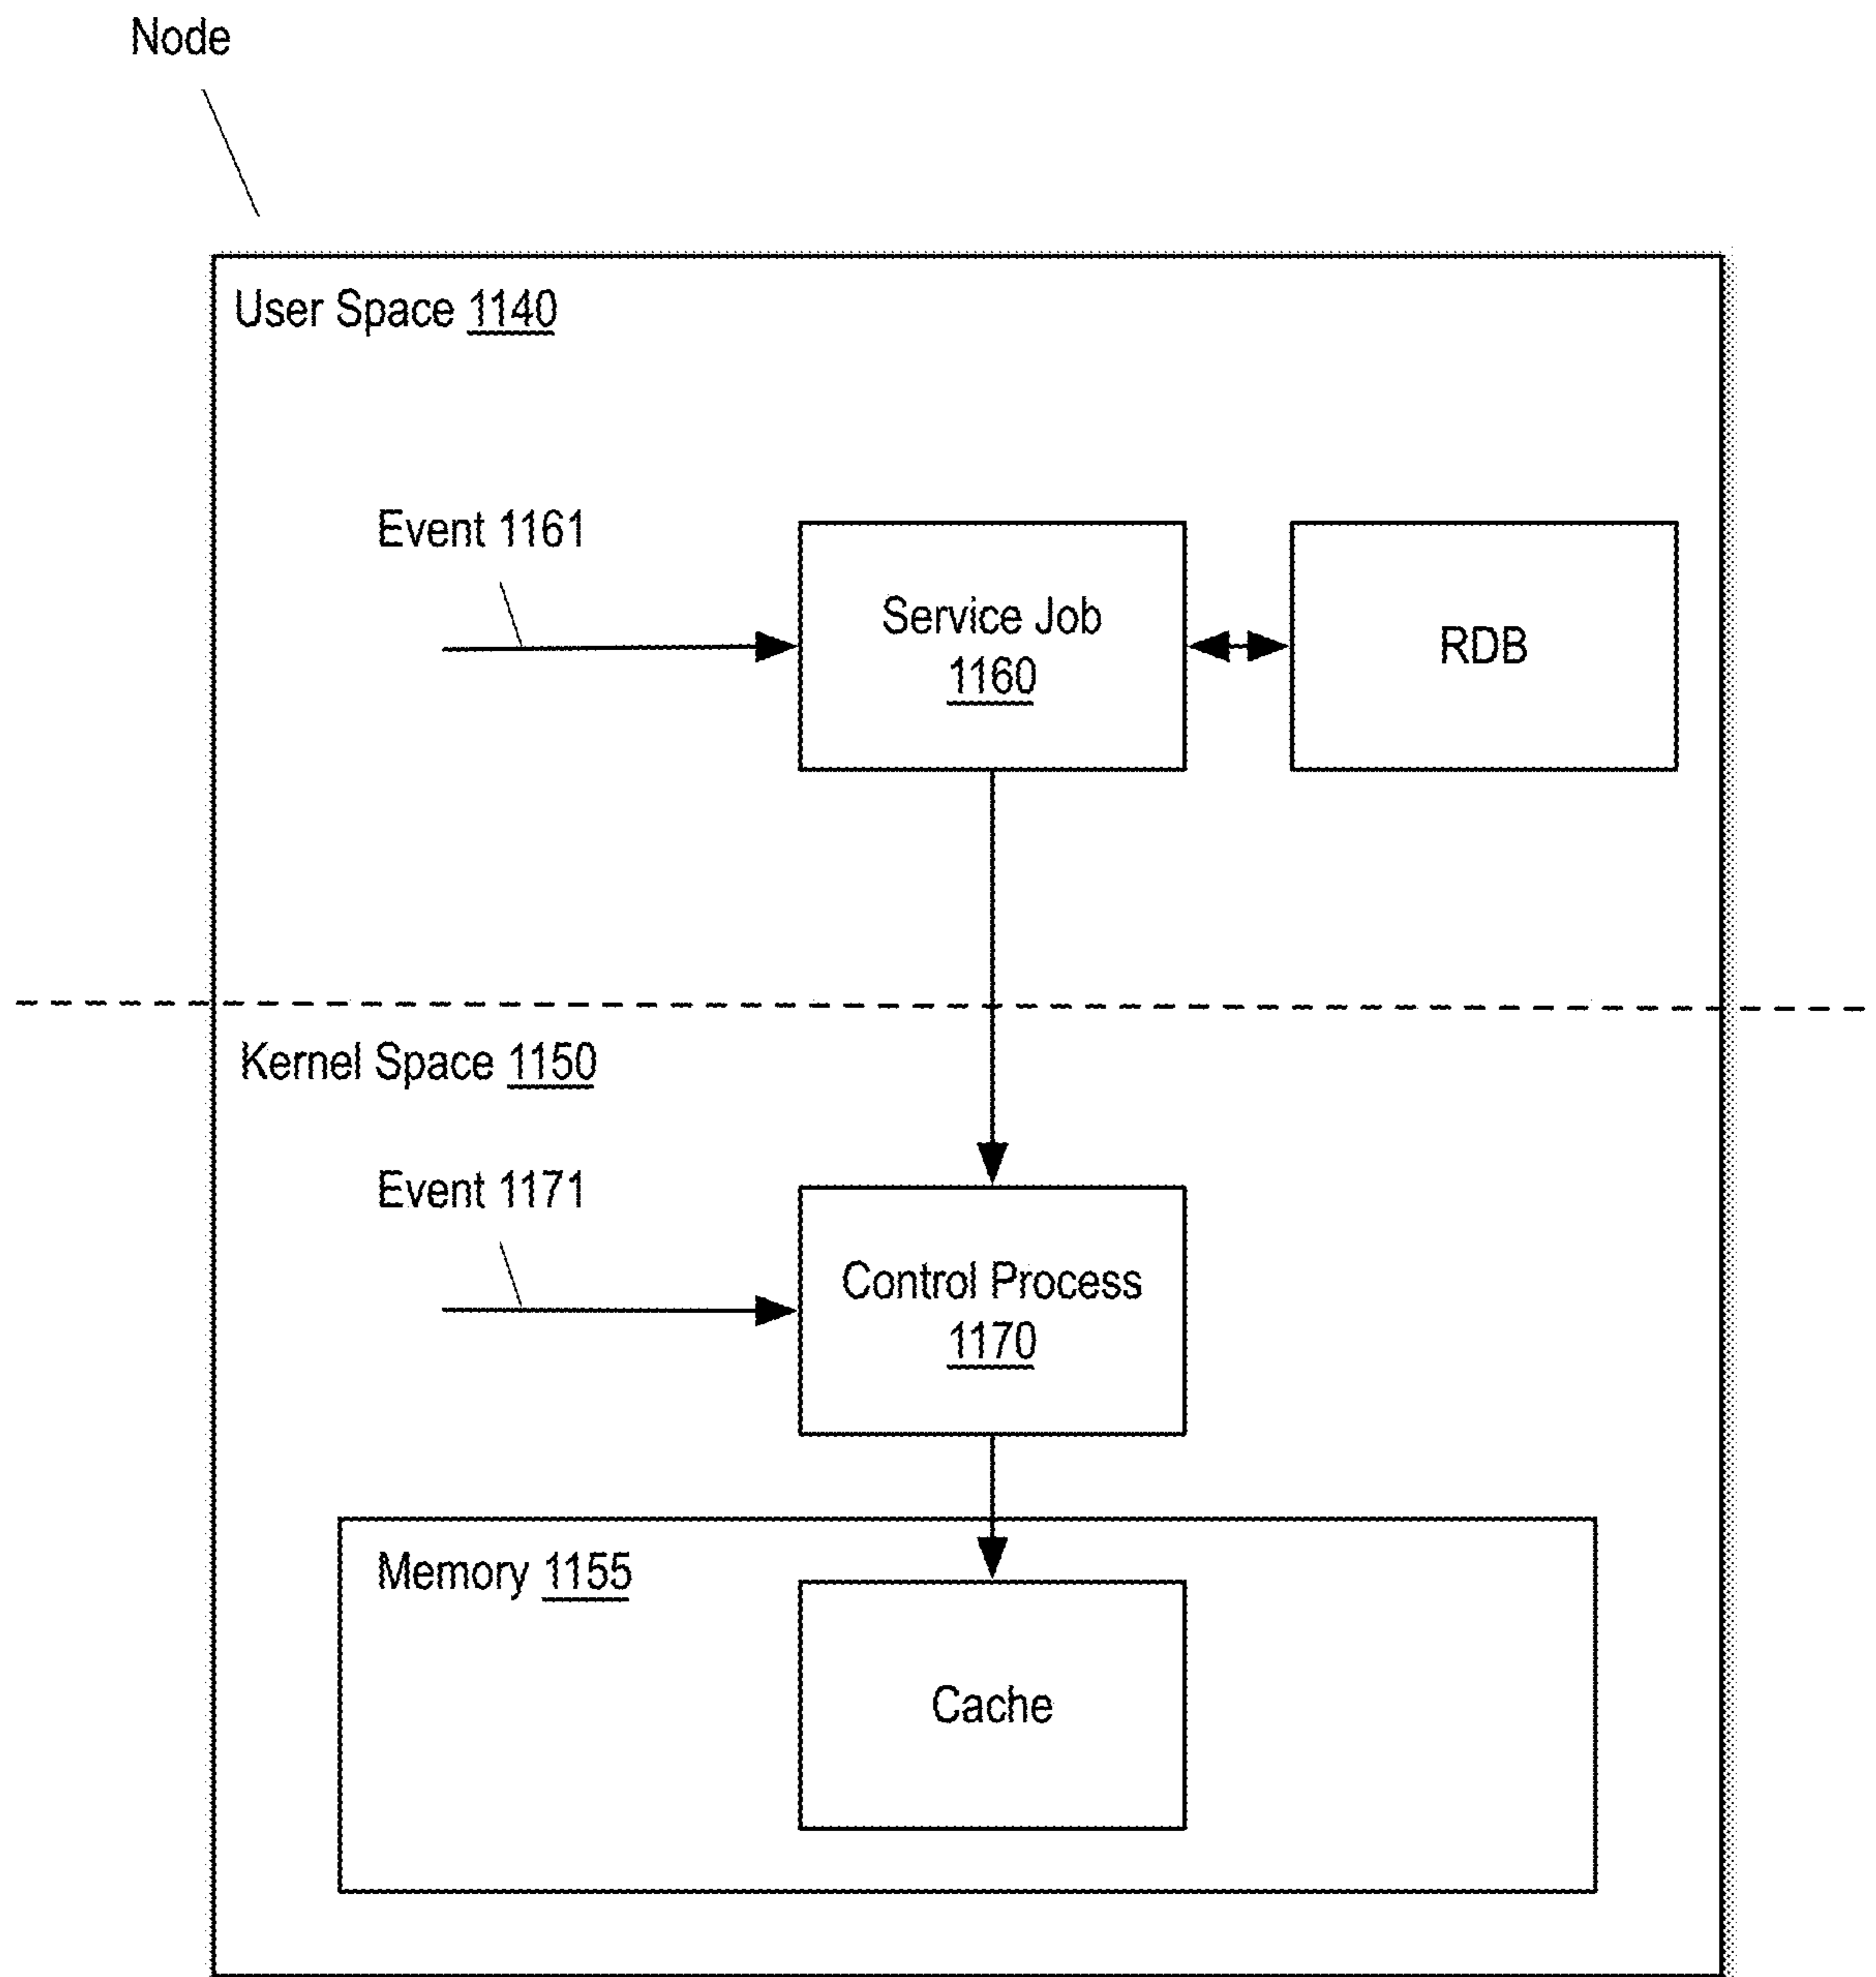 Node
User Space 1140
Event 1161
Service Job
1160
RDB
Kernel Space 1150
Event 1171
Control Process
1170
Memory 1155
Cache